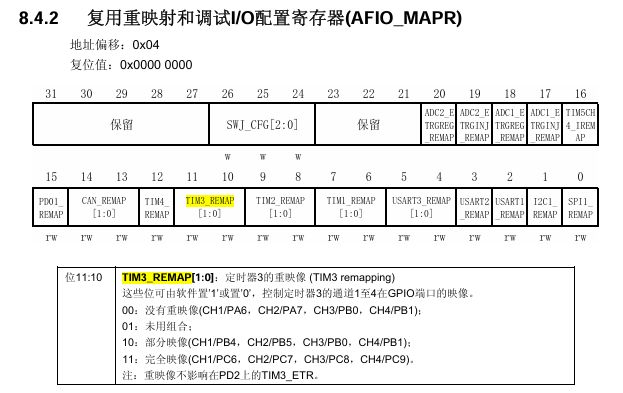 8.4.2 复用重映射和调试I/O配置寄存器(AFIO_MAPR)
地址偏移：0x04
复位值：0x0000 0000
31 30 29 28 27 26 25 24 23 22 21 20 19 18 17 16
保留 SWJ_CFG[2:0] 保留 ADC2_ETRGREG_REMAP ADC2_ETRGINJ_REMAP ADC1_ETRGREG_REMAP ADC1_ETRGINJ_REMAP TIM5CH4_IREMAP
w w w
15 14 13 12 11 10 9 8 7 6 5 4 3 2 1 0
PD01_REMAP CAN_REMAP[1:0] TIM4_REMAP TIM3_REMAP[1:0] TIM2_REMAP[1:0] TIM1_REMAP[1:0] USART3_REMAP[1:0] USART2_REMAP USART1_REMAP I2C1_REMAP SPI1_REMAP
rw rw rw rw rw rw rw rw rw rw rw rw rw rw rw rw
位11:10 TIM3_REMAP[1:0]：定时器3的重映像 (TIM3 remapping)
这些位可由软件置'1'或置'0'，控制定时器3的通道1至4在GPIO端口的映像。
00：没有重映像(CH1/PA6，CH2/PA7，CH3/PB0，CH4/PB1)；
01：未用组合；
10：部分映像(CH1/PB4，CH2/PB5，CH3/PB0，CH4/PB1)；
11：完全映像(CH1/PC6，CH2/PC7，CH3/PC8，CH4/PC9)。
注：重映像不影响在PD2上的TIM3_ETR。